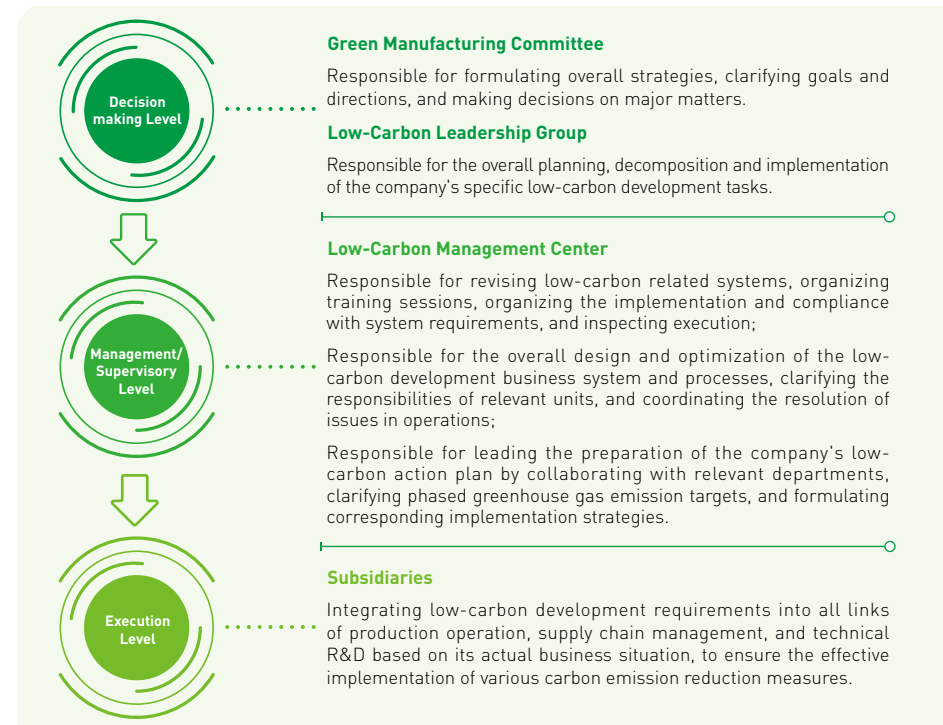 Decision
making Level
Green Manufacturing Committee
Responsible for formulating overall strategies, clarifying goals and
directions, and making decisions on major matters.
Low-Carbon Leadership Group
Responsible for the overall planning, decomposition and implementation
of the company's specific low-carbon development tasks.
Management/
Supervisory
Level
Low-Carbon Management Center
Responsible for revising low-carbon related systems, organizing
training sessions, organizing the implementation and compliance
with system requirements, and inspecting execution;
Responsible for the overall design and optimization of the low-
carbon development business system and processes, clarifying the
responsibilities of relevant units, and coordinating the resolution of
issues in operations;
Responsible for leading the preparation of the company's low-
carbon action plan by collaborating with relevant departments,
clarifying phased greenhouse gas emission targets, and formulating
corresponding implementation strategies.
Execution
Level
Subsidiaries
Integrating low-carbon development requirements into all links
of production operation, supply chain management, and technical
R&D based on its actual business situation, to ensure the effective
implementation of various carbon emission reduction measures.